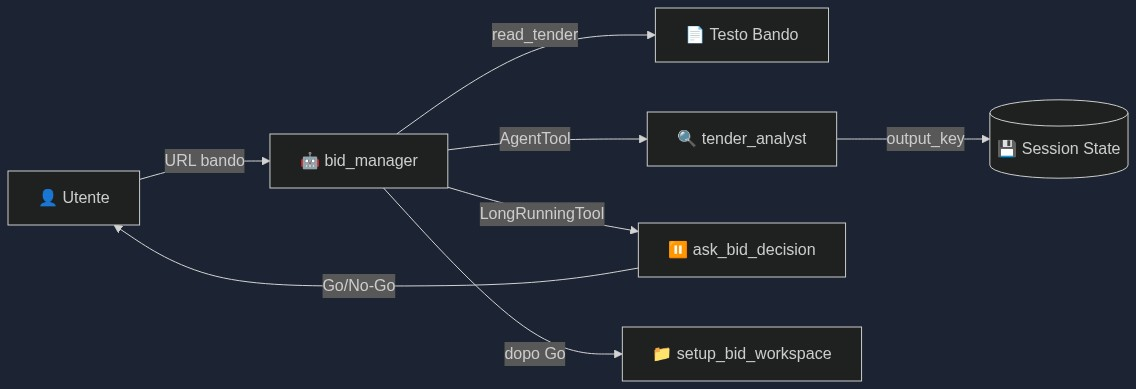 read_tender
📄 Testo Bando
AgentTool
🔍 tender_analyst
output_key
💾 Session State
URL bando
🤖 bid_manager
👤 Utente
LongRunningTool
⏸️ ask_bid_decision
Go/No-Go
dopo Go
📁 setup_bid_workspace